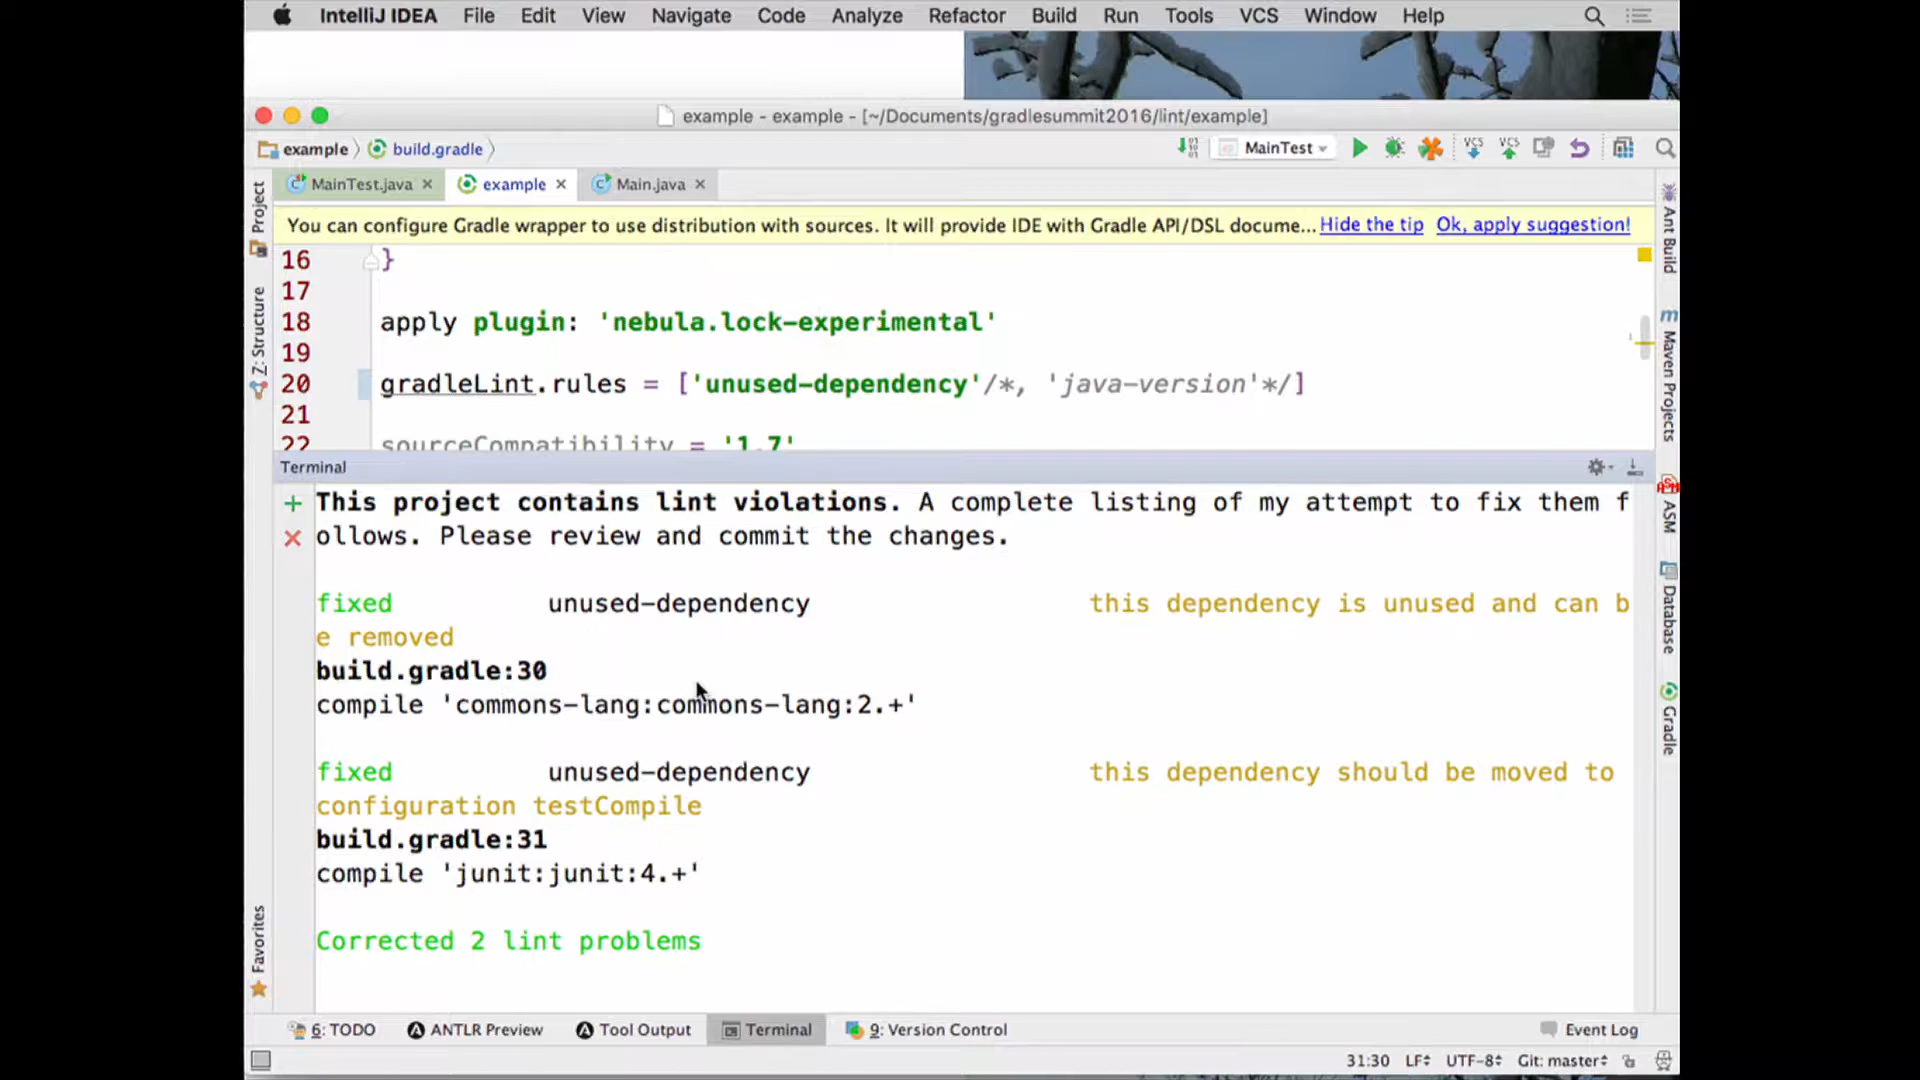 IntelliJ IDEA File Edit View Navigate Code Analyze Refactor Build Run Tools VCS Window Help
example - example - [~/Documents/gradlesummit2016/lint/example]
example build.gradle
MainTest
MainTest.java example Main.java
You can configure Gradle wrapper to use distribution with sources. It will provide IDE with Gradle API/DSL docume... Hide the tip Ok, apply suggestion!
16 }
17
18 apply plugin: 'nebula.lock-experimental'
19
20 gradleLint.rules = ['unused-dependency'/*, 'java-version'*/]
21
22 sourceCompatibility = '1.7'
Terminal
This project contains lint violations. A complete listing of my attempt to fix them f
ollows. Please review and commit the changes.
fixed unused-dependency this dependency is unused and can b
e removed
build.gradle:30
compile 'commons-lang:commons-lang:2.+'
fixed unused-dependency this dependency should be moved to
configuration testCompile
build.gradle:31
compile 'junit:junit:4.+'
Corrected 2 lint problems
Project
Z: Structure
Favorites
Ant Build
Maven Projects
ASM
Database
Gradle
6: TODO ANTLR Preview Tool Output Terminal 9: Version Control Event Log
31:30 LF UTF-8 Git: master